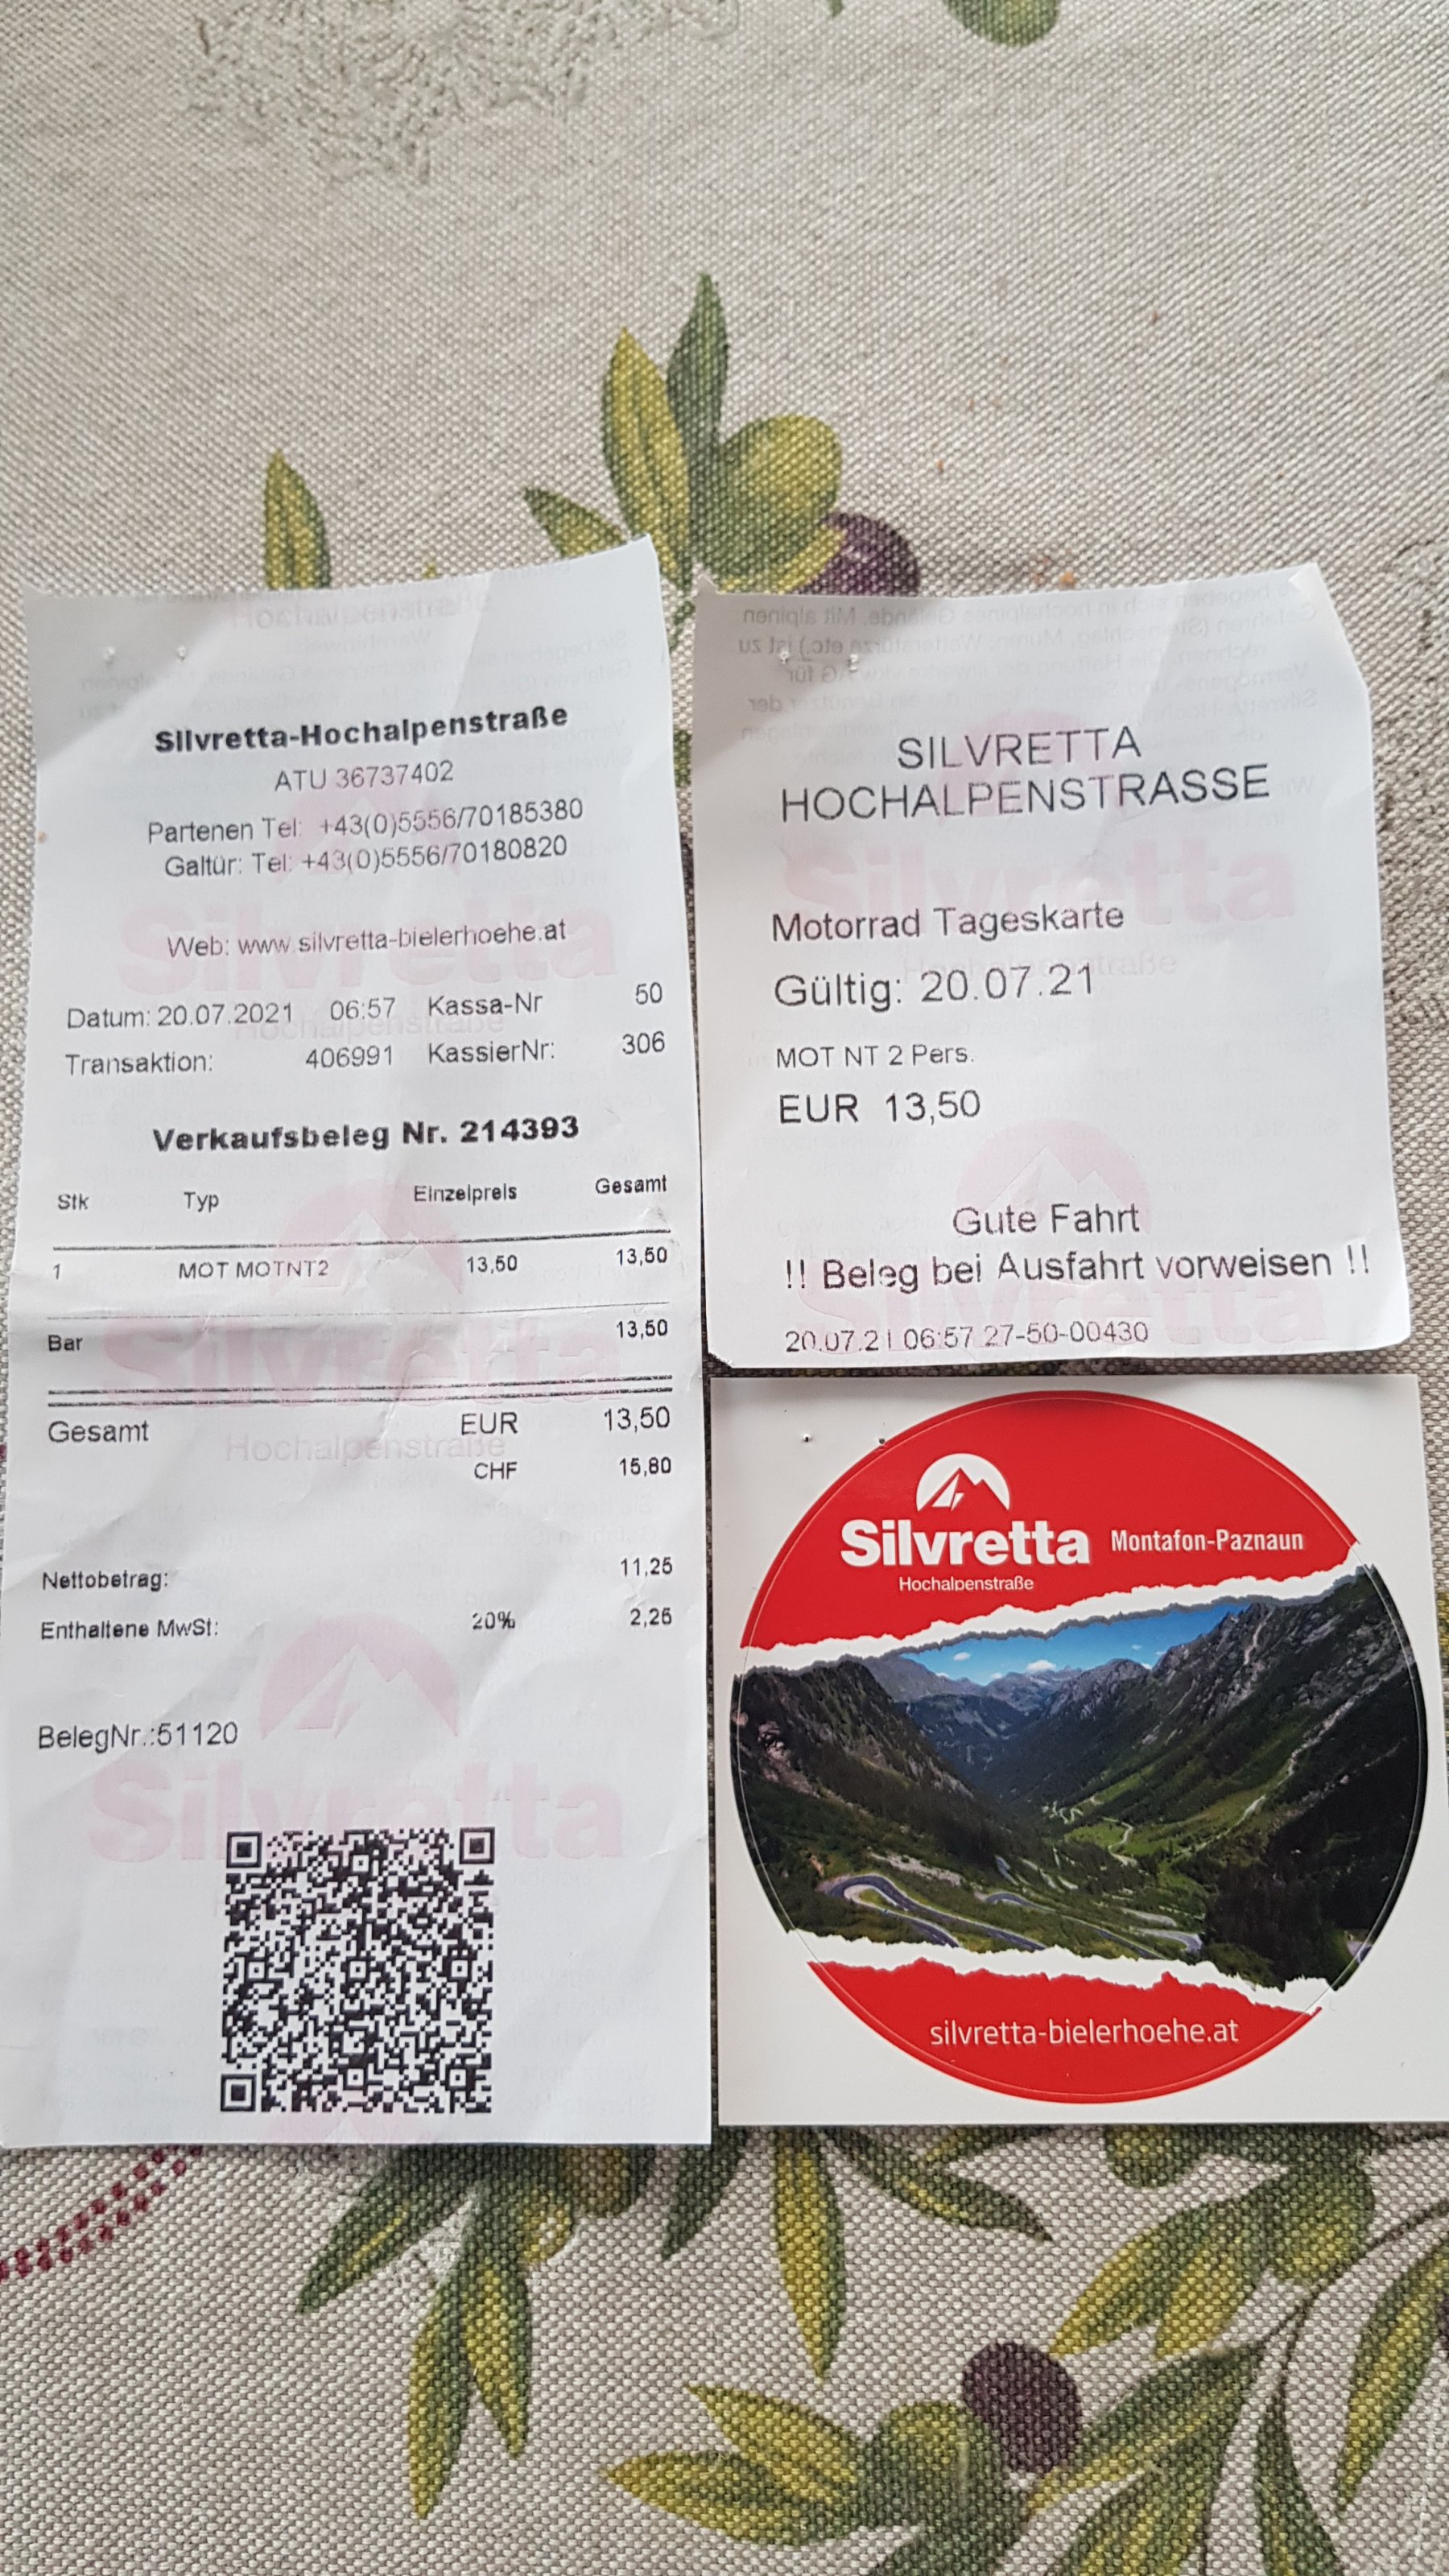 Silvretta-Hochalpenstraße
ATU 36737402
Partenen Tel: +43(0)5556/70185380
Galtür: Tel: +43(0)5556/70180820
Web: www.silvretta-bielerhoehe.at
Datum: 20.07.2021 06:57 Kassa-Nr 50
Transaktion: 406991 KassierNr: 306
Verkaufsbeleg Nr. 214393
Stk Typ Einzelpreis Gesamt
1 MOT MOTNT2 13,50 13,50
Bar 13,50
Gesamt EUR 13,50
CHF 15,80
Nettobetrag: 11,25
Enthaltene MwSt: 20% 2,25
BelegNr.:51120
SILVRETTA
HOCHALPENSTRASSE
Motorrad Tageskarte
Gültig: 20.07.21
MOT NT 2 Pers.
EUR 13,50
Gute Fahrt
!! Beleg bei Ausfahrt vorweisen !!
20.07.21 06:57 27-50-00430
Silvretta Montafon-Paznaun
Hochalpenstraße
silvretta-bielerhoehe.at